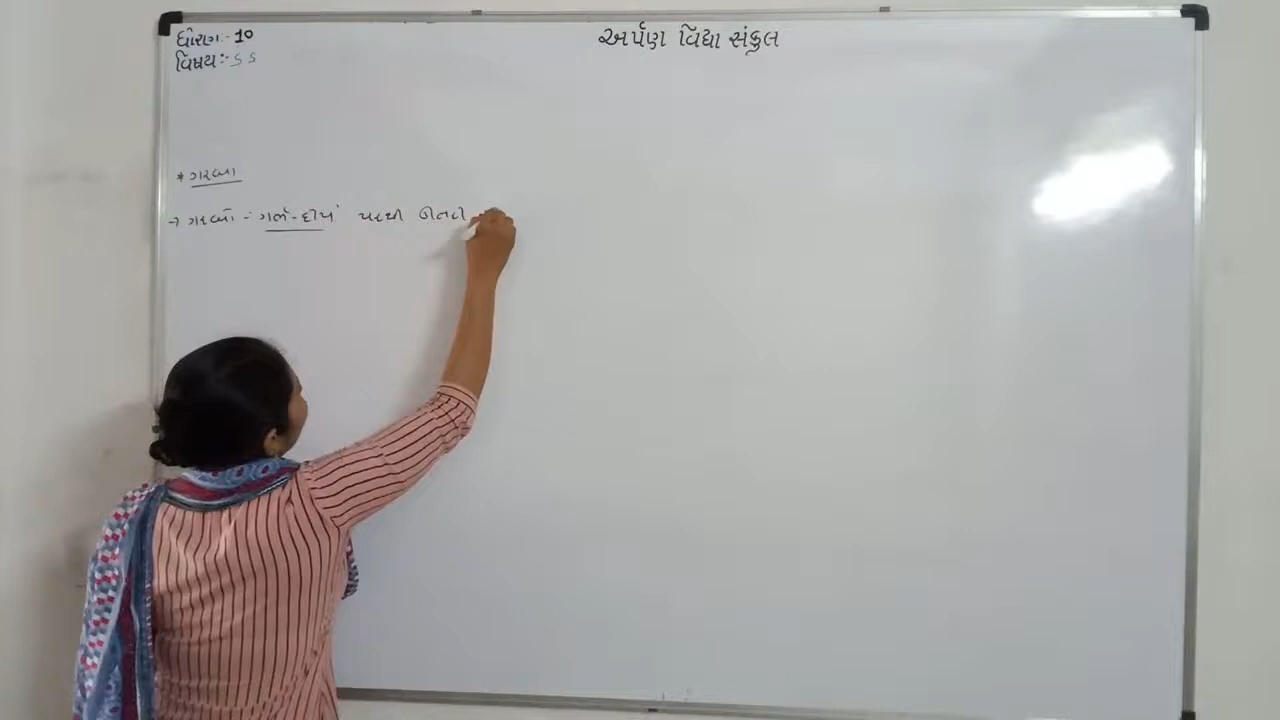 ધોરણ:- 10
અર્પણ વિદ્યા સંકુલ
વિષય:- S S
* ગરબા
→ ગરબો - ગર્ભ-દીપ પરથી ઊતરી